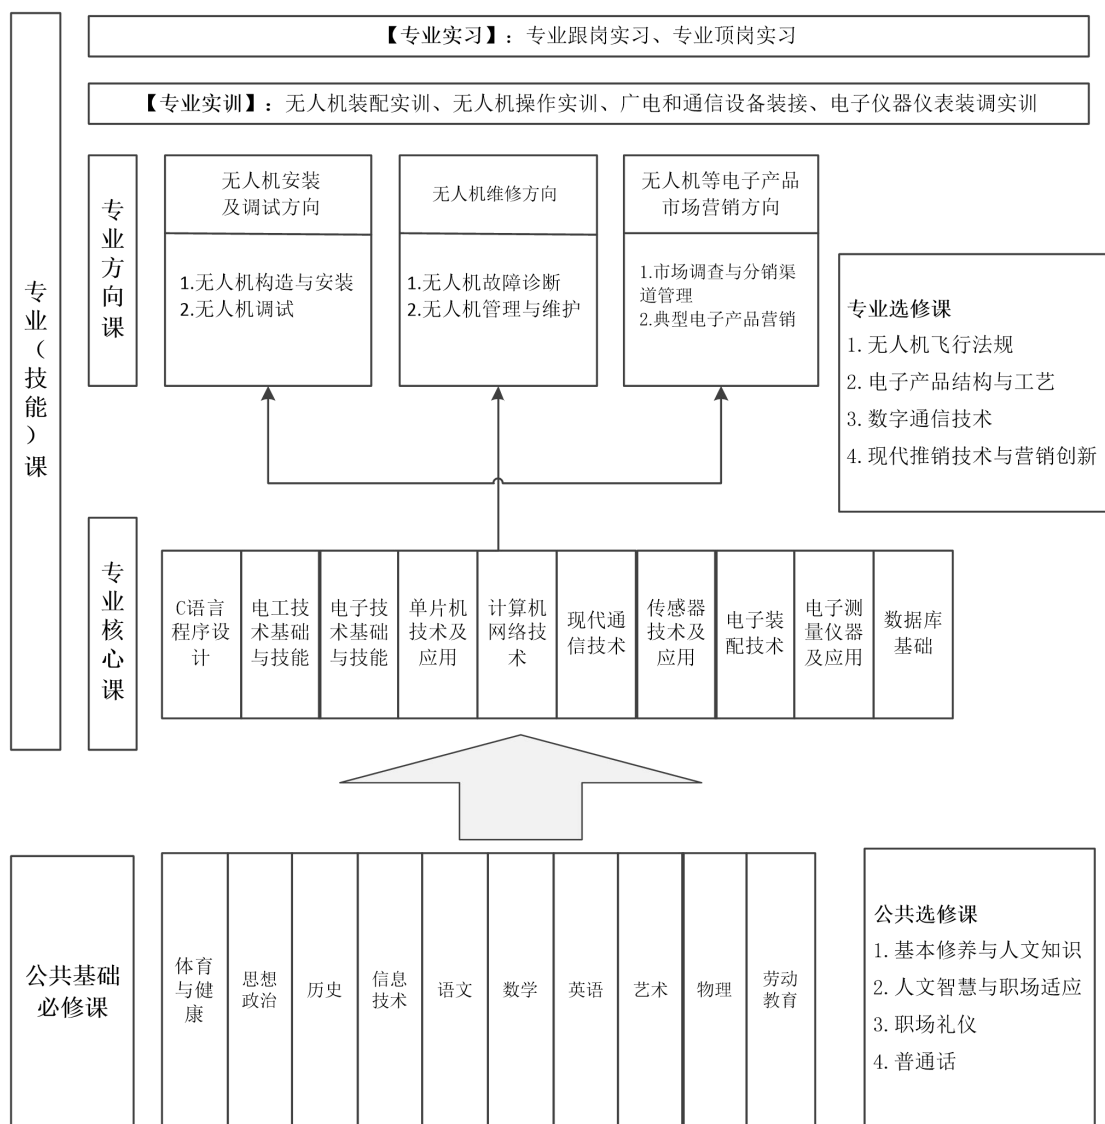 【专业实习】：专业跟岗实习、专业顶岗实习
【专业实训】：无人机装配实训、无人机操作实训、广电和通信设备装接、电子仪器仪表装调实训
专业（技能）课
专业方向课
无人机安装
及调试方向
1.无人机构造与安装
2.无人机调试
无人机维修方向
1.无人机故障诊断
2.无人机管理与维护
无人机等电子产品
市场营销方向
1.市场调查与分销渠
道管理
2.典型电子产品营销
专业选修课
1.无人机飞行法规
2.电子产品结构与工艺
3.数字通信技术
4.现代推销技术与营销创新
专业核心课
C语言
程序设
计
电工技
术基础
与技能
电子技
术基础
与技能
单片机
技术及
应用
计算机
网络技
术
现代通
信技术
传感器
技术及
应用
电子装
配技术
电子测
量仪器
及应用
数据库
基础
公共基础
必修课
体育
与健
康
思想
政治
历史
信息
技术
语文
数学
英语
艺术
物理
劳动
教育
公共选修课
1.基本修养与人文知识
2.人文智慧与职场适应
3.职场礼仪
4.普通话